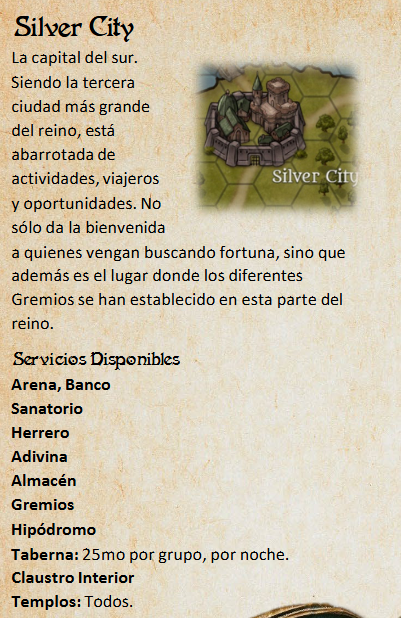 Silver City
La capital del sur.
Siendo la tercera
ciudad más grande
del reino, está
abarrotada de
actividades, viajeros
y oportunidades. No
sólo da la bienvenida
a quienes vengan buscando fortuna, sino que
además es el lugar donde los diferentes
Gremios se han establecido en esta parte del
reino.
Silver City
Servicios Disponibles
Arena, Banco
Sanatorio
Herrero
Adivina
Almacén
Gremios
Hipódromo
Taberna: 25mo por grupo, por noche.
Claustro Interior
Templos: Todos.